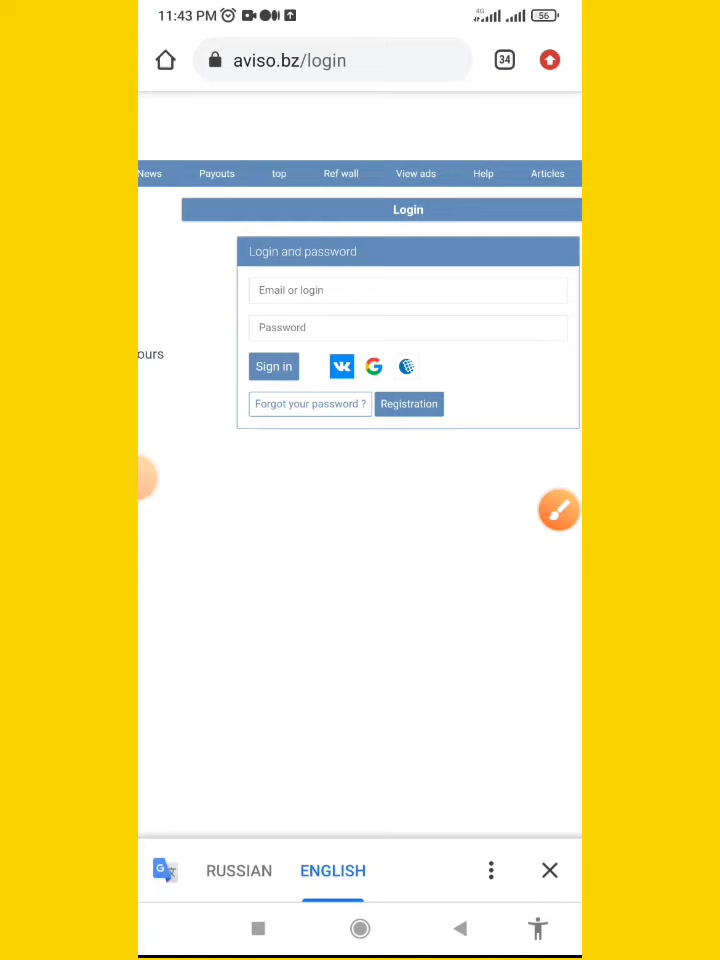 11:43 PM 4G 56
aviso.bz/login 34
News Payouts top Ref wall View ads Help Articles
Login
Login and password
Email or login
ours
Password
Sign in
Forgot your password ? Registration
RUSSIAN ENGLISH